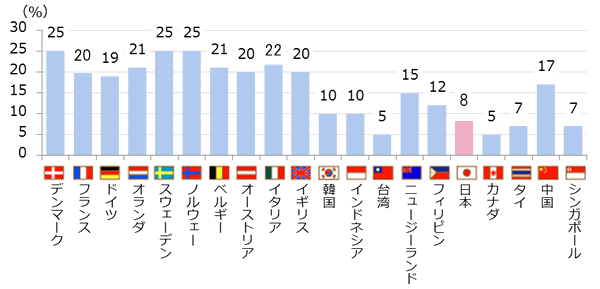 (%)
30
25
20
15
10
5
0
25 20 19 21 25 25 21 20 22 20 10 10 5 15 12 8 5 7 17 7
デンマーク
フランス
ドイツ
オランダ
スウェーデン
ノルウェー
ベルギー
オーストリア
イタリア
イギリス
韓国
インドネシア
台湾
ニュージーランド
フィリピン
日本
カナダ
タイ
中国
シンガポール